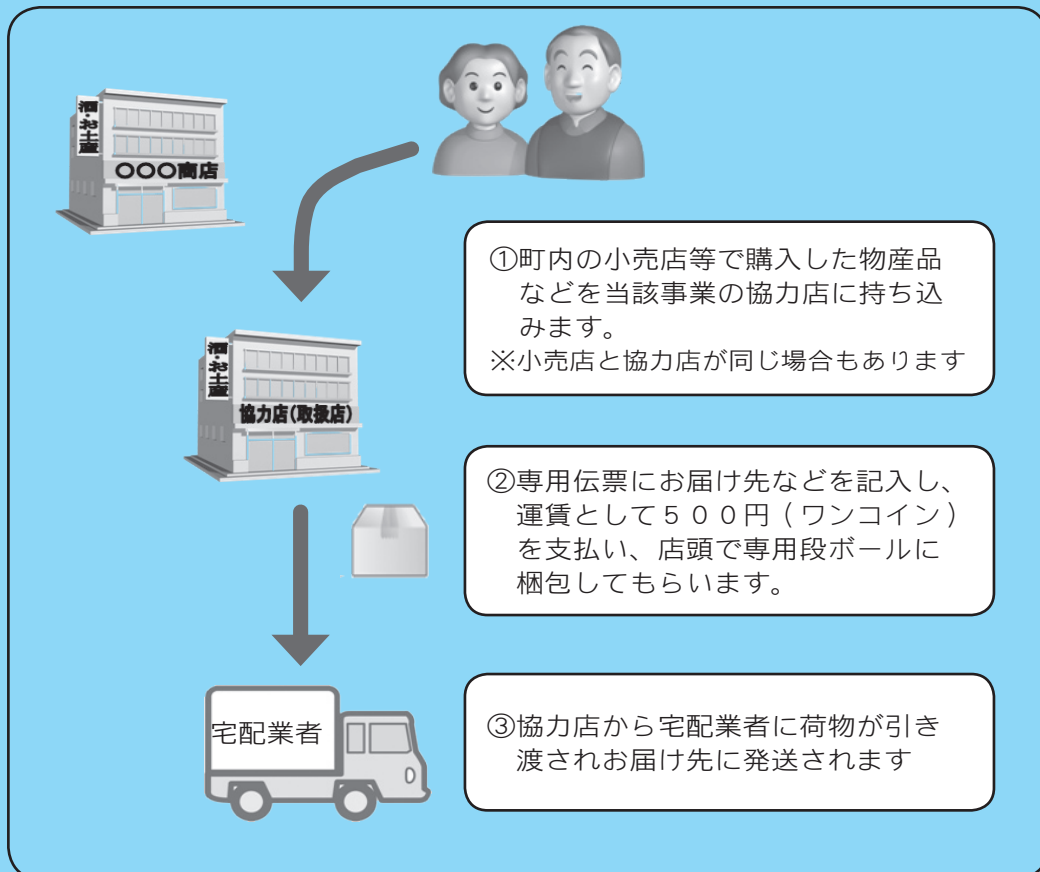 酒・お土産
〇〇〇商店
①町内の小売店等で購入した物産品
などを当該事業の協力店に持ち込
みます。
※小売店と協力店が同じ場合もあります
酒・お土産
協力店(取扱店)
②専用伝票にお届け先などを記入し、
運賃として５００円（ワンコイン）
を支払い、店頭で専用段ボールに
梱包してもらいます。
宅配業者
③協力店から宅配業者に荷物が引き
渡されお届け先に発送されます